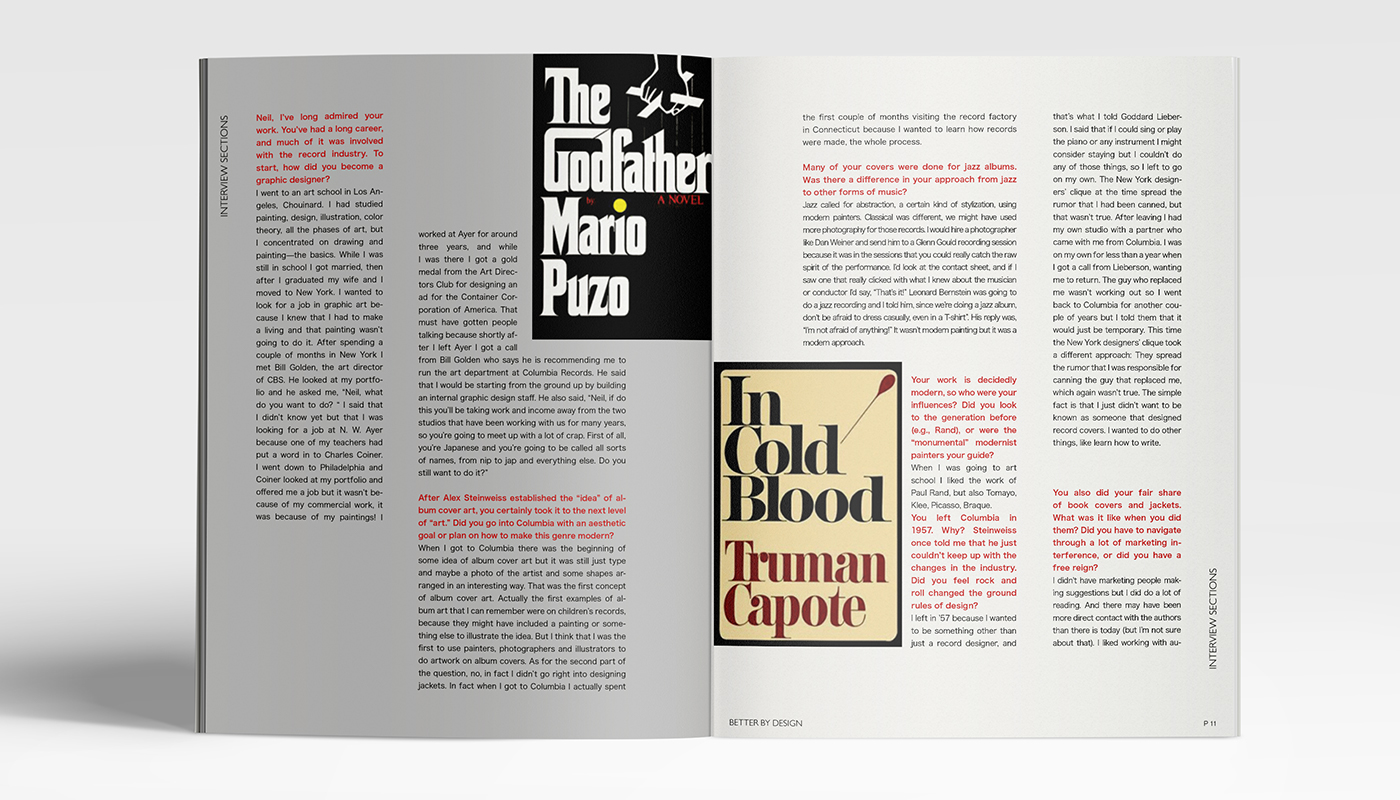 INTERVIEW SECTIONS
Neil, I've long admired your
work. You've had a long career,
and much of it was involved
with the record industry. To
start, how did you become a
graphic designer?
I went to an art school in Los An-
geles, Chouinard. I had studied
painting, design, illustration, color
theory, all the phases of art, but
I concentrated on drawing and
painting—the basics. While I was
still in school I got married, then
after I graduated my wife and I
moved to New York. I wanted to
look for a job in graphic art be-
cause I knew that I had to make
a living and that painting wasn't
going to do it. After spending a
couple of months in New York I
met Bill Golden, the art director
of CBS. He looked at my portfo-
lio and he asked me, "Neil, what
do you want to do? " I said that
I didn't know yet but that I was
looking for a job at N. W. Ayer
because one of my teachers had
put a word in to Charles Coiner.
I went down to Philadelphia and
Coiner looked at my portfolio and
offered me a job but it wasn't be-
cause of my commercial work, it
was because of my paintings! I
worked at Ayer for around
three years, and while
I was there I got a gold
medal from the Art Direc-
tors Club for designing an
ad for the Container Cor-
poration of America. That
must have gotten people
talking because shortly af-
ter I left Ayer I got a call
from Bill Golden who says he is recommending me to
run the art department at Columbia Records. He said
that I would be starting from the ground up by building
an internal graphic design staff. He also said, "Neil, if do
this you'll be taking work and income away from the two
studios that have been working with us for many years,
so you're going to meet up with a lot of crap. First of all,
you're Japanese and you're going to be called all sorts
of names, from nip to jap and everything else. Do you
still want to do it?"
After Alex Steinweiss established the "idea" of al-
bum cover art, you certainly took it to the next level
of "art." Did you go into Columbia with an aesthetic
goal or plan on how to make this genre modern?
When I got to Columbia there was the beginning of
some idea of album cover art but it was still just type
and maybe a photo of the artist and some shapes ar-
ranged in an interesting way. That was the first concept
of album cover art. Actually the first examples of al-
bum art that I can remember were on children's records,
because they might have included a painting or some-
thing else to illustrate the idea. But I think that I was the
first to use painters, photographers and illustrators to
do artwork on album covers. As for the second part of
the question, no, in fact I didn't go right into designing
jackets. In fact when I got to Columbia I actually spent
The
Godfather
by
A NOVEL
Mario
Puzo
the first couple of months visiting the record factory
in Connecticut because I wanted to learn how records
were made, the whole process.
Many of your covers were done for jazz albums.
Was there a difference in your approach from jazz
to other forms of music?
Jazz called for abstraction, a certain kind of stylization, using
modern painters. Classical was different, we might have used
more photography for those records. I would hire a photographer
like Dan Weiner and send him to a Glenn Gould recording session
because it was in the sessions that you could really catch the raw
spirit of the performance. I'd look at the contact sheet, and if I
saw one that really clicked with what I knew about the musician
or conductor I'd say, "That's it!" Leonard Bernstein was going to
do a jazz recording and I told him, since we're doing a jazz album,
don't be afraid to dress casually, even in a T-shirt". His reply was,
"I'm not afraid of anything!" It wasn't modern painting but it was a
modern approach.
In
Cold
Blood
Truman
Capote
Your work is decidedly
modern, so who were your
influences? Did you look
to the generation before
(e.g., Rand), or were the
"monumental" modernist
painters your guide?
When I was going to art
school I liked the work of
Paul Rand, but also Tomayo,
Klee, Picasso, Braque.
You left Columbia in
1957. Why? Steinweiss
once told me that he just
couldn't keep up with the
changes in the industry.
Did you feel rock and
roll changed the ground
rules of design?
I left in '57 because I wanted
to be something other than
just a record designer, and
that's what I told Goddard Lieber-
son. I said that if I could sing or play
the piano or any instrument I might
consider staying but I couldn't do
any of those things, so I left to go
on my own. The New York design-
ers' clique at the time spread the
rumor that I had been canned, but
that wasn't true. After leaving I had
my own studio with a partner who
came with me from Columbia. I was
on my own for less than a year when
I got a call from Lieberson, wanting
me to return. The guy who replaced
me wasn't working out so I went
back to Columbia for another cou-
ple of years but I told them that it
would just be temporary. This time
the New York designers' clique took
a different approach: They spread
the rumor that I was responsible for
canning the guy that replaced me,
which again wasn't true. The simple
fact is that I just didn't want to be
known as someone that designed
record covers. I wanted to do other
things, like learn how to write.
You also did your fair share
of book covers and jackets.
What was it like when you did
them? Did you have to navigate
through a lot of marketing in-
terference, or did you have a
free reign?
I didn't have marketing people mak-
ing suggestions but I did do a lot of
reading. And there may have been
more direct contact with the authors
than there is today (but I'm not sure
about that). I liked working with au-
INTERVIEW SECTIONS
BETTER BY DESIGN
P 11